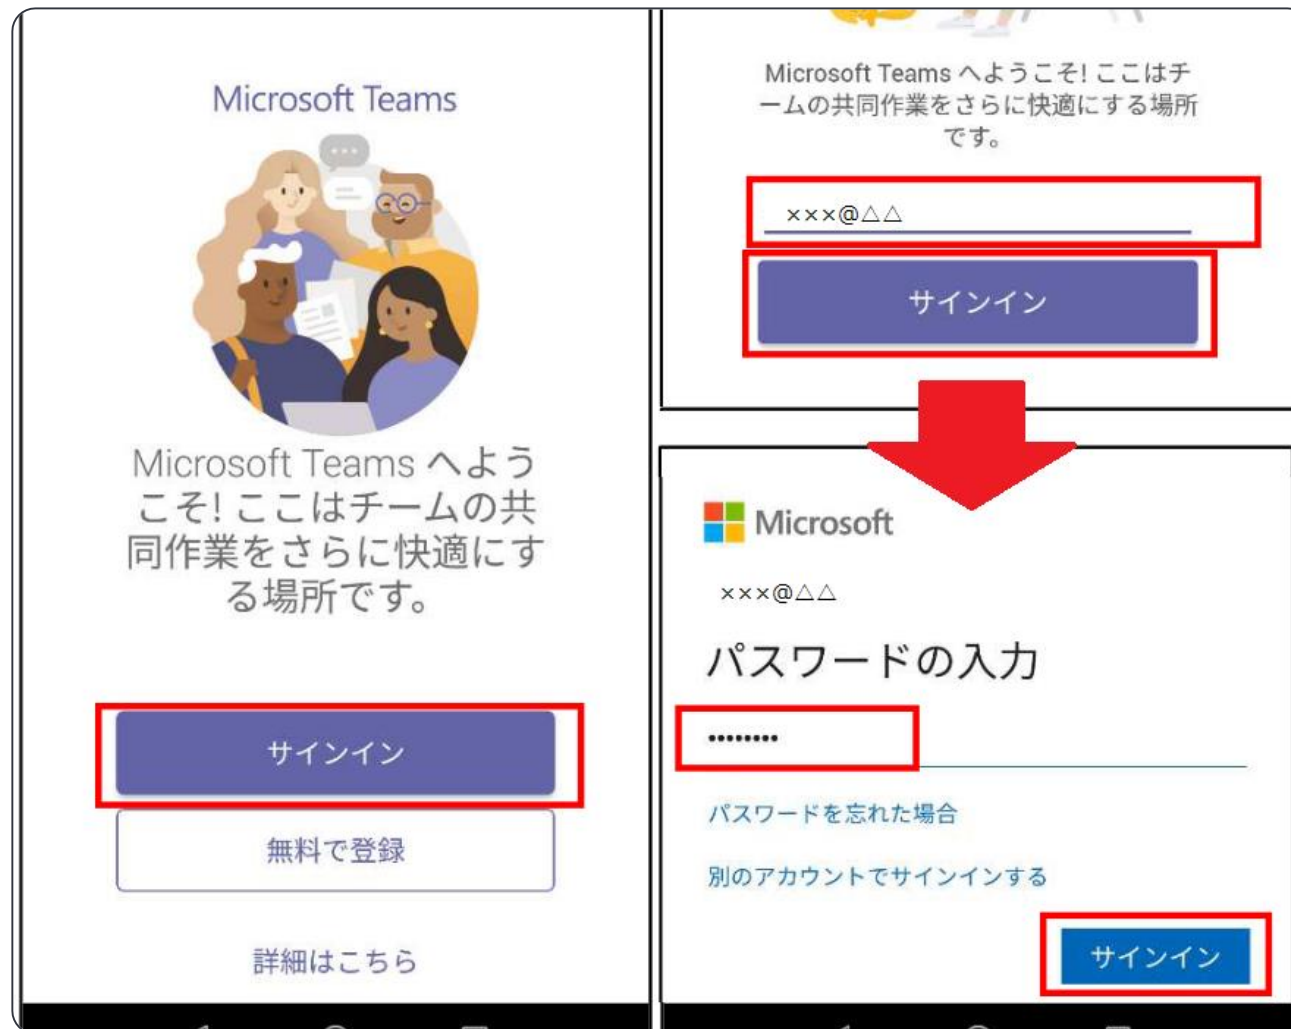 Microsoft Teams
Microsoft Teams へよう
こそ! ここはチームの共
同作業をさらに快適にす
る場所です。
サインイン
無料で登録
詳細はこちら
Microsoft Teams へようこそ! ここはチ
ームの共同作業をさらに快適にする場所
です。
×××@△△
サインイン
Microsoft
×××@△△
パスワードの入力
••••••••
パスワードを忘れた場合
別のアカウントでサインインする
サインイン